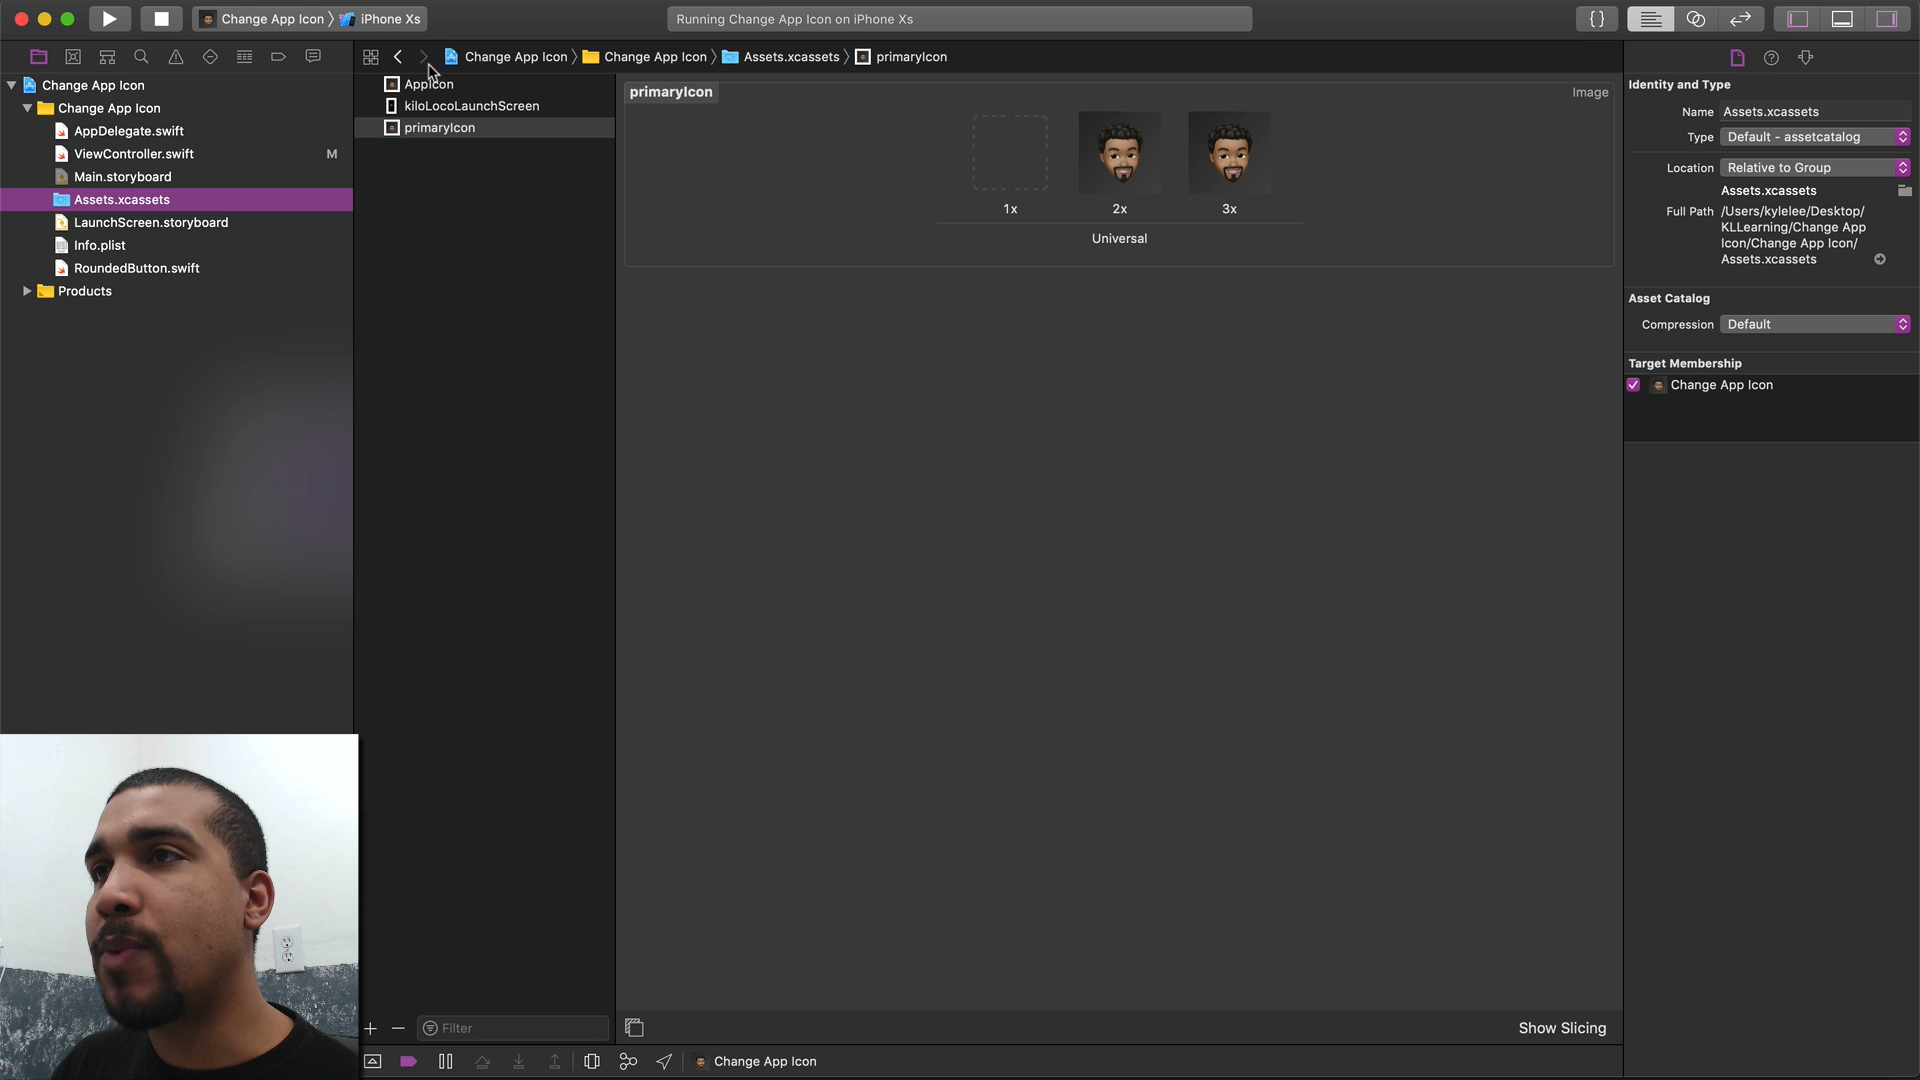 Change App Icon 〉 iPhone Xs
Running Change App Icon on iPhone Xs
{}
Change App Icon 〉 Change App Icon 〉 Assets.xcassets 〉 primaryIcon
Change App Icon
Change App Icon
AppDelegate.swift
ViewController.swift M
Main.storyboard
Assets.xcassets
LaunchScreen.storyboard
Info.plist
RoundedButton.swift
Products
AppIcon
kiloLocoLaunchScreen
primaryIcon
primaryIcon
Image
1x 2x 3x
Universal
Identity and Type
Name Assets.xcassets
Type Default - assetcatalog
Location Relative to Group
Assets.xcassets
Full Path /Users/kylelee/Desktop/
KLLearning/Change App
Icon/Change App Icon/
Assets.xcassets
Asset Catalog
Compression Default
Target Membership
Change App Icon
Filter
Show Slicing
Change App Icon